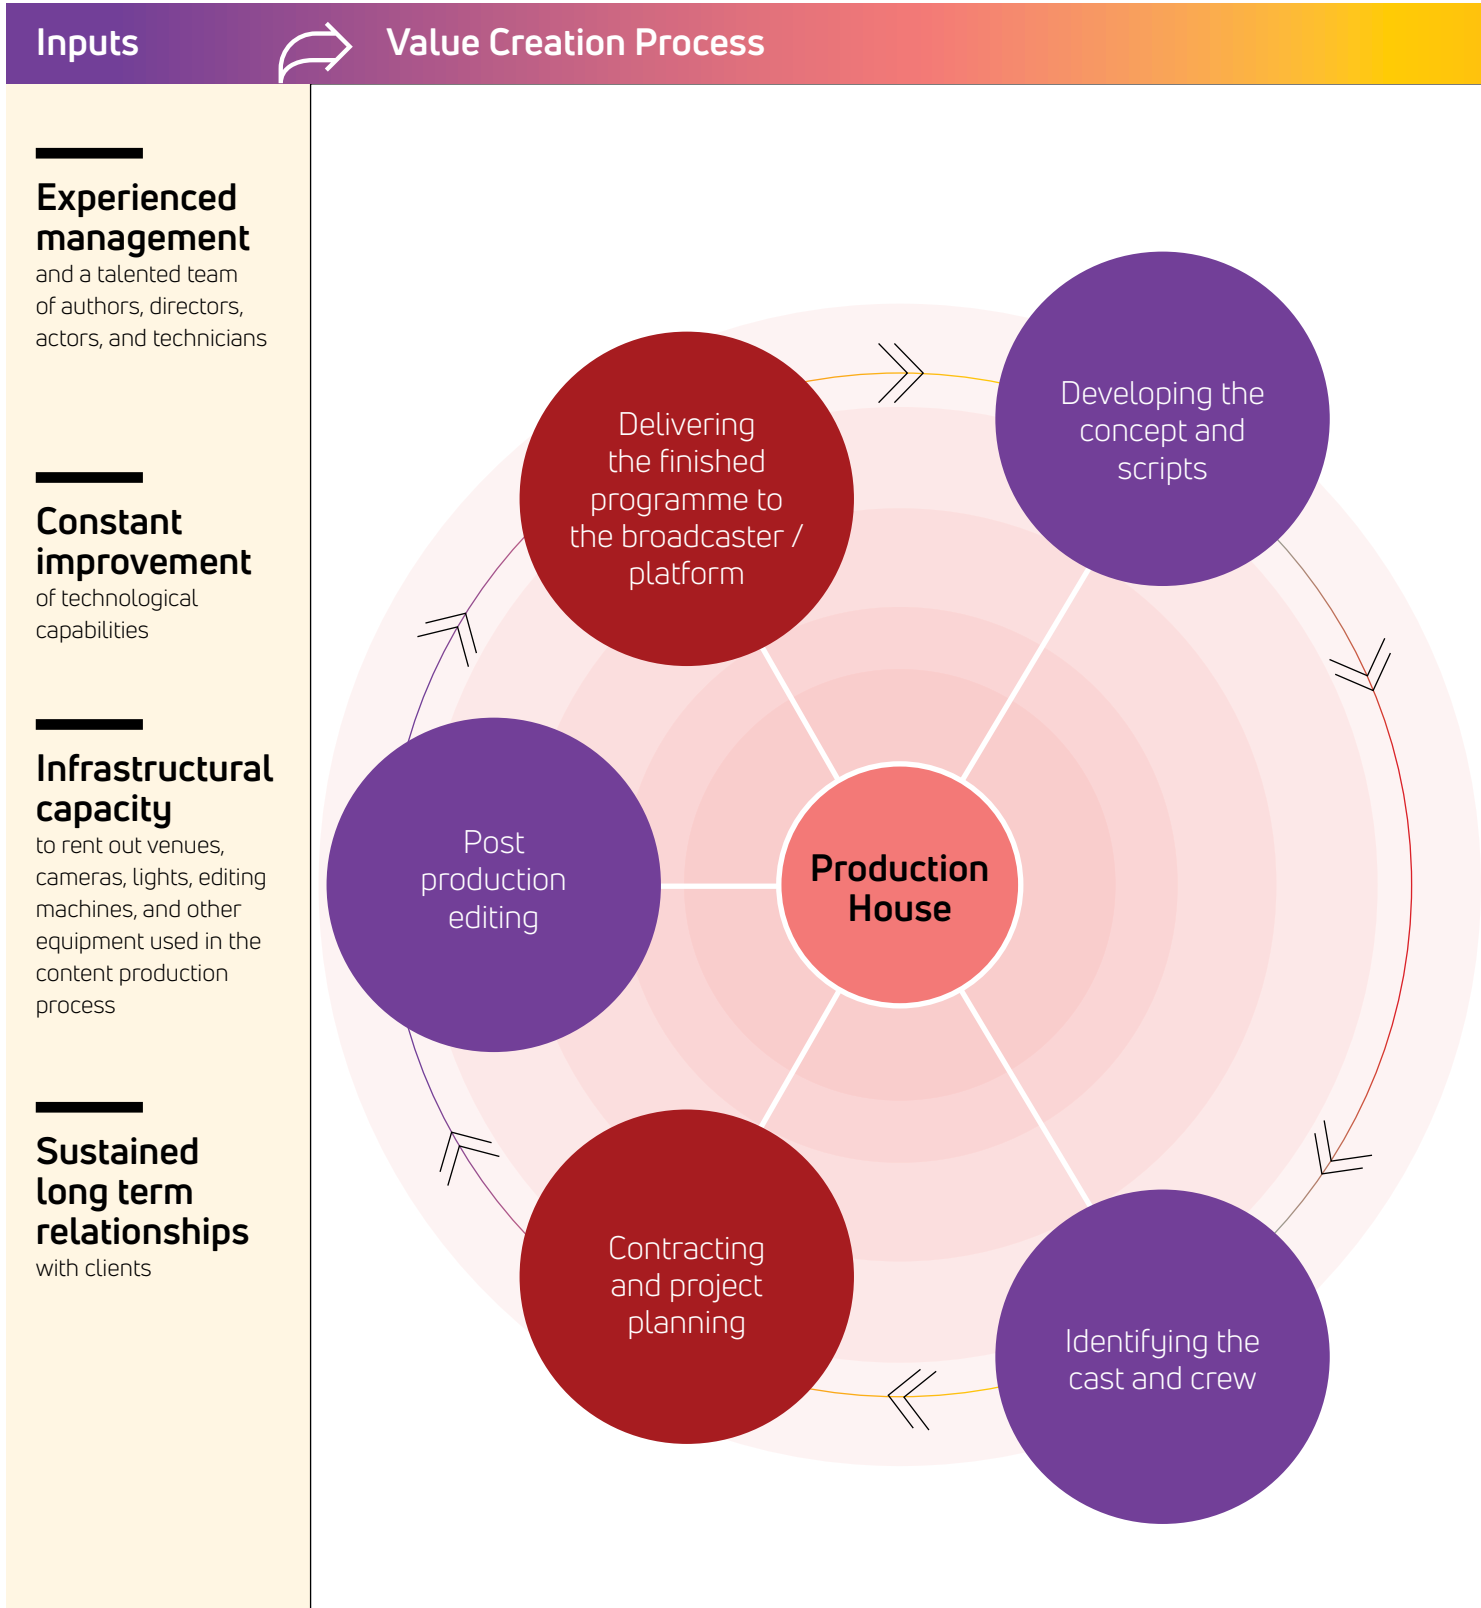 Inputs
Value Creation Process
Experienced
management
and a talented team
of authors, directors,
actors, and technicians
Constant
improvement
of technological
capabilities
Infrastructural
capacity
to rent out venues,
cameras, lights, editing
machines, and other
equipment used in the
content production
process
Sustained
long term
relationships
with clients
Developing the
concept and
scripts
Identifying the
cast and crew
Contracting
and project
planning
Post
production
editing
Delivering
the finished
programme to
the broadcaster /
platform
Production
House